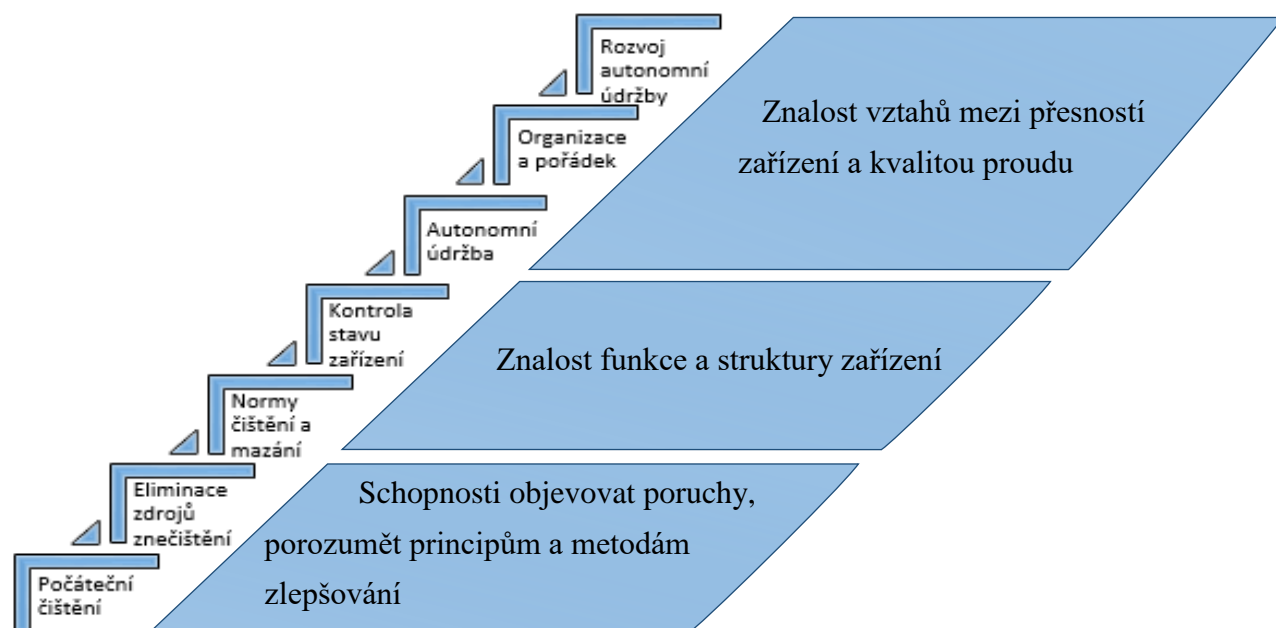 Rozvoj
autonomní
údržby
Organizace
a pořádek
Autonomní
údržba
Kontrola
stavu
zařízení
Normy
čištění a
mazání
Eliminace
zdrojů
znečištění
Počáteční
čištění
Znalost vztahů mezi přesností
zařízení a kvalitou proudu
Znalost funkce a struktury zařízení
Schopnosti objevovat poruchy,
porozumět principům a metodám
zlepšování